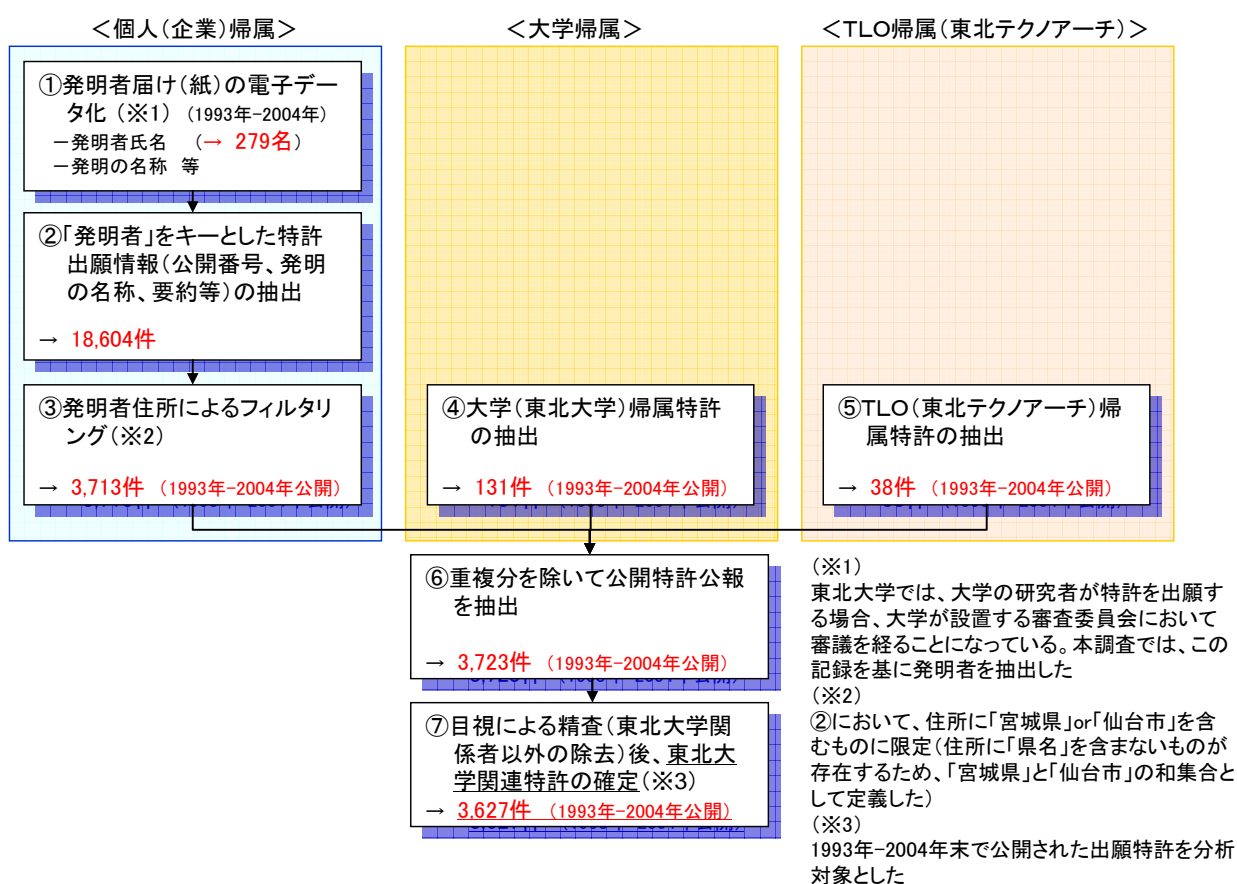 ＜個人(企業)帰属＞
①発明者届け(紙)の電子デー
タ化(※1) (1993年-2004年)
－発明者氏名 (→ 279名)
－発明の名称 等
②「発明者」をキーとした特許
出願情報(公開番号、発明
の名称、要約等)の抽出
→ 18,604件
③発明者住所によるフィルタリ
ング(※2)
→ 3,713件 (1993年-2004年公開)
＜大学帰属＞
④大学(東北大学)帰属特許
の抽出
→ 131件 (1993年-2004年公開)
＜TLO帰属(東北テクノアーチ)＞
⑤TLO(東北テクノアーチ)帰
属特許の抽出
→ 38件 (1993年-2004年公開)
⑥重複分を除いて公開特許公報
を抽出
→ 3,723件 (1993年-2004年公開)
⑦目視による精査(東北大学関
係者以外の除去)後、東北大
学関連特許の確定(※3)
→ 3,627件 (1993年-2004年公開)
(※1)
東北大学では、大学の研究者が特許を出願す
る場合、大学が設置する審査委員会において
審議を経ることになっている。本調査では、この
記録を基に発明者を抽出した
(※2)
②において、住所に「宮城県」or「仙台市」を含
むものに限定(住所に「県名」を含まないものが
存在するため、「宮城県」と「仙台市」の和集合と
して定義した)
(※3)
1993年-2004年末で公開された出願特許を分析
対象とした